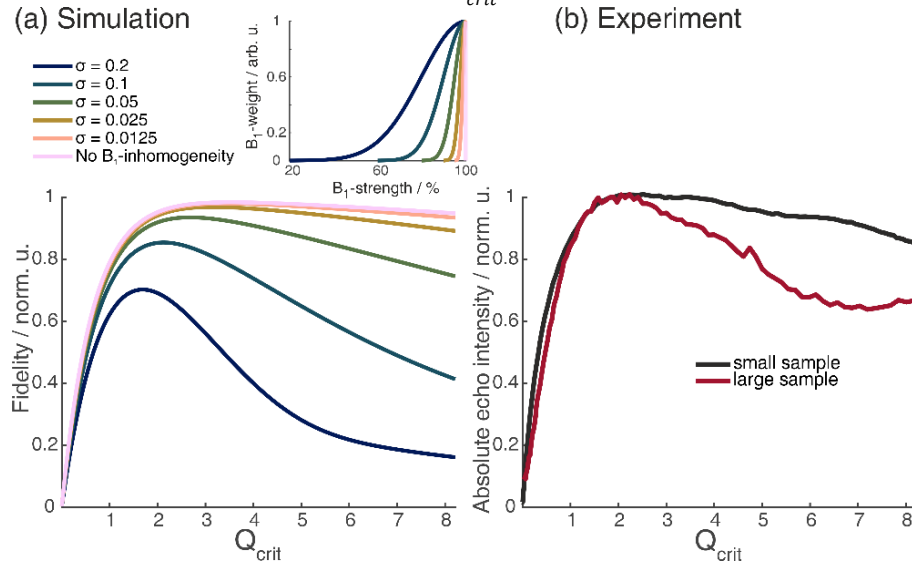 crit
(a) Simulation
(b) Experiment
σ = 0.2
σ = 0.1
σ = 0.05
σ = 0.025
σ = 0.0125
No B1-inhomogeneity
B1-weight / arb. u.
1
0.8
0.6
0.4
0.2
0
20
60
100
B1-strength / %
Fidelity / norm. u.
1
0.8
0.6
0.4
0.2
0
1 2 3 4 5 6 7 8
Qcrit
Absolute echo intensity / norm. u.
1
0.8
0.6
0.4
0.2
0
small sample
large sample
1 2 3 4 5 6 7 8
Qcrit